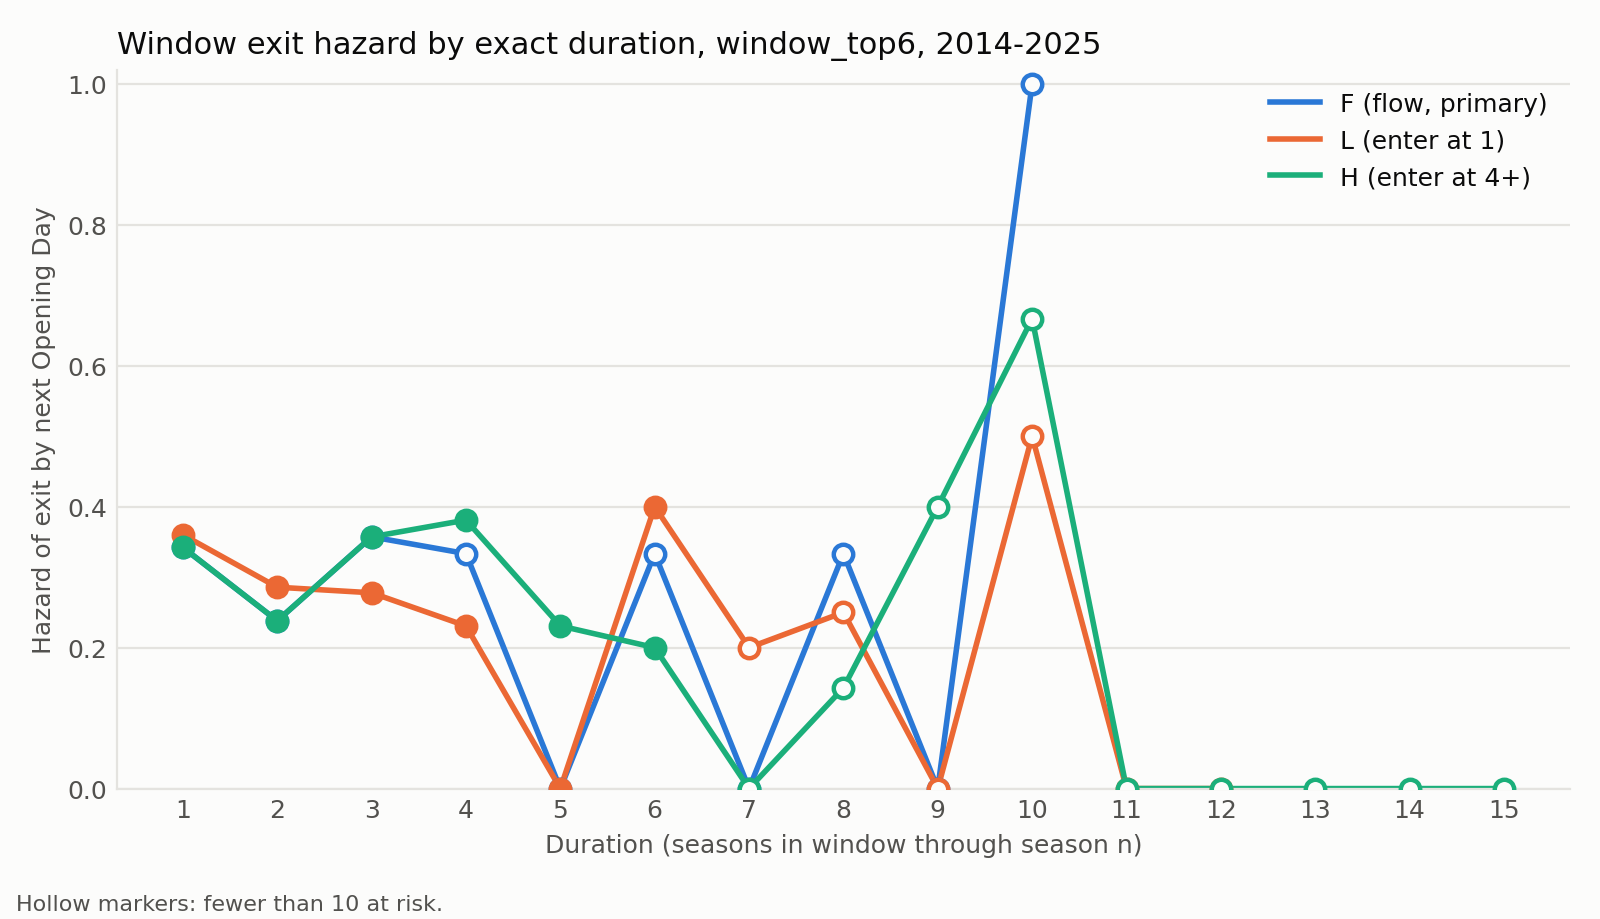 Window exit hazard by exact duration, window_top6, 2014-2025
1.0
0.8
0.6
0.4
0.2
0.0
Hazard of exit by next Opening Day
F (flow, primary)
L (enter at 1)
H (enter at 4+)
1 2 3 4 5 6 7 8 9 10 11 12 13 14 15
Duration (seasons in window through season n)
Hollow markers: fewer than 10 at risk.